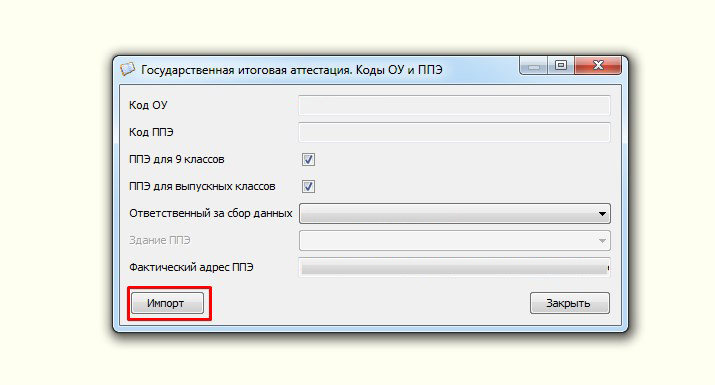 Государственная итоговая аттестация. Коды ОУ и ППЭ
Код ОУ
Код ППЭ
ППЭ для 9 классов
ППЭ для выпускных классов
Ответственный за сбор данных
Здание ППЭ
Фактический адрес ППЭ
Импорт
Закрыть